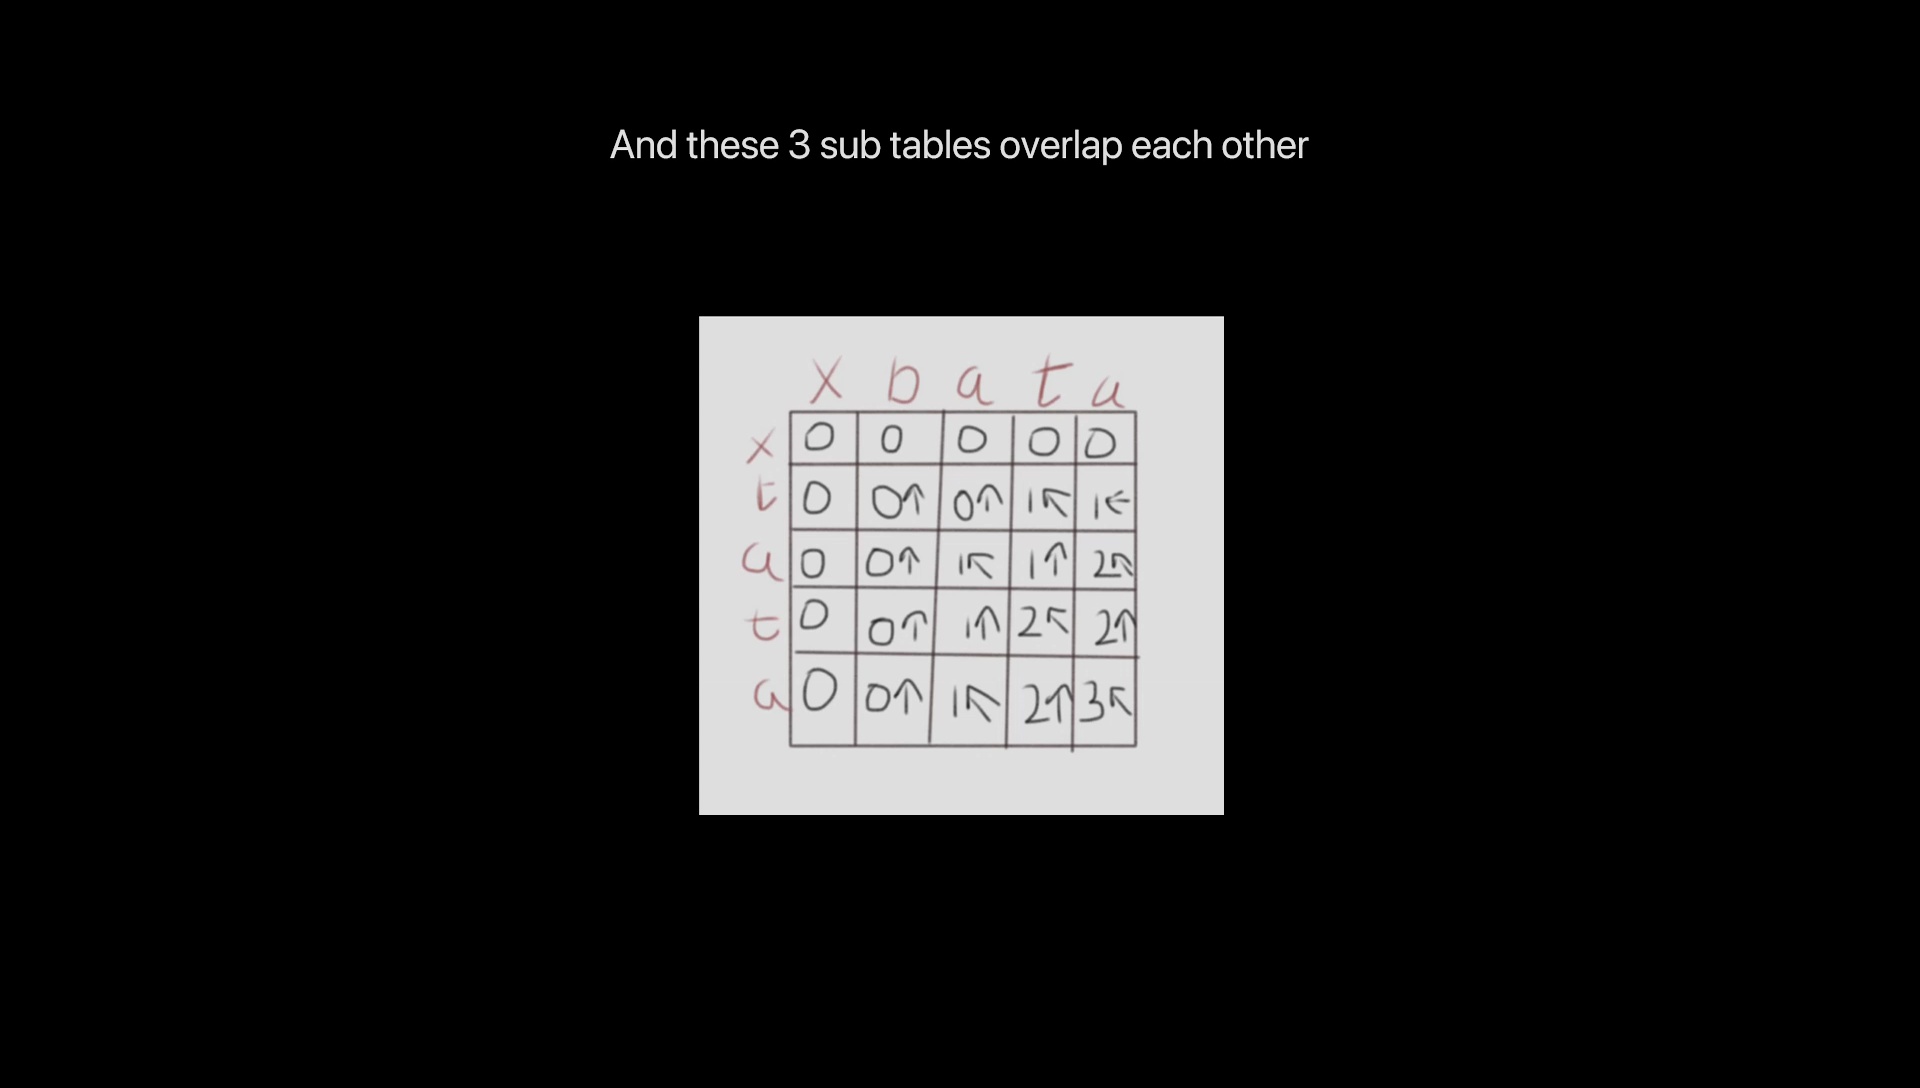 And these 3 sub tables overlap each other
x b a t a
x 0 0 0 0 0
t 0 0↑ 0↑ 1↖ 1←
a 0 0↑ 1↖ 1↑ 2↖
t 0 0↑ 1↑ 2↖ 2↑
a 0 0↑ 1↖ 2↑ 3↖